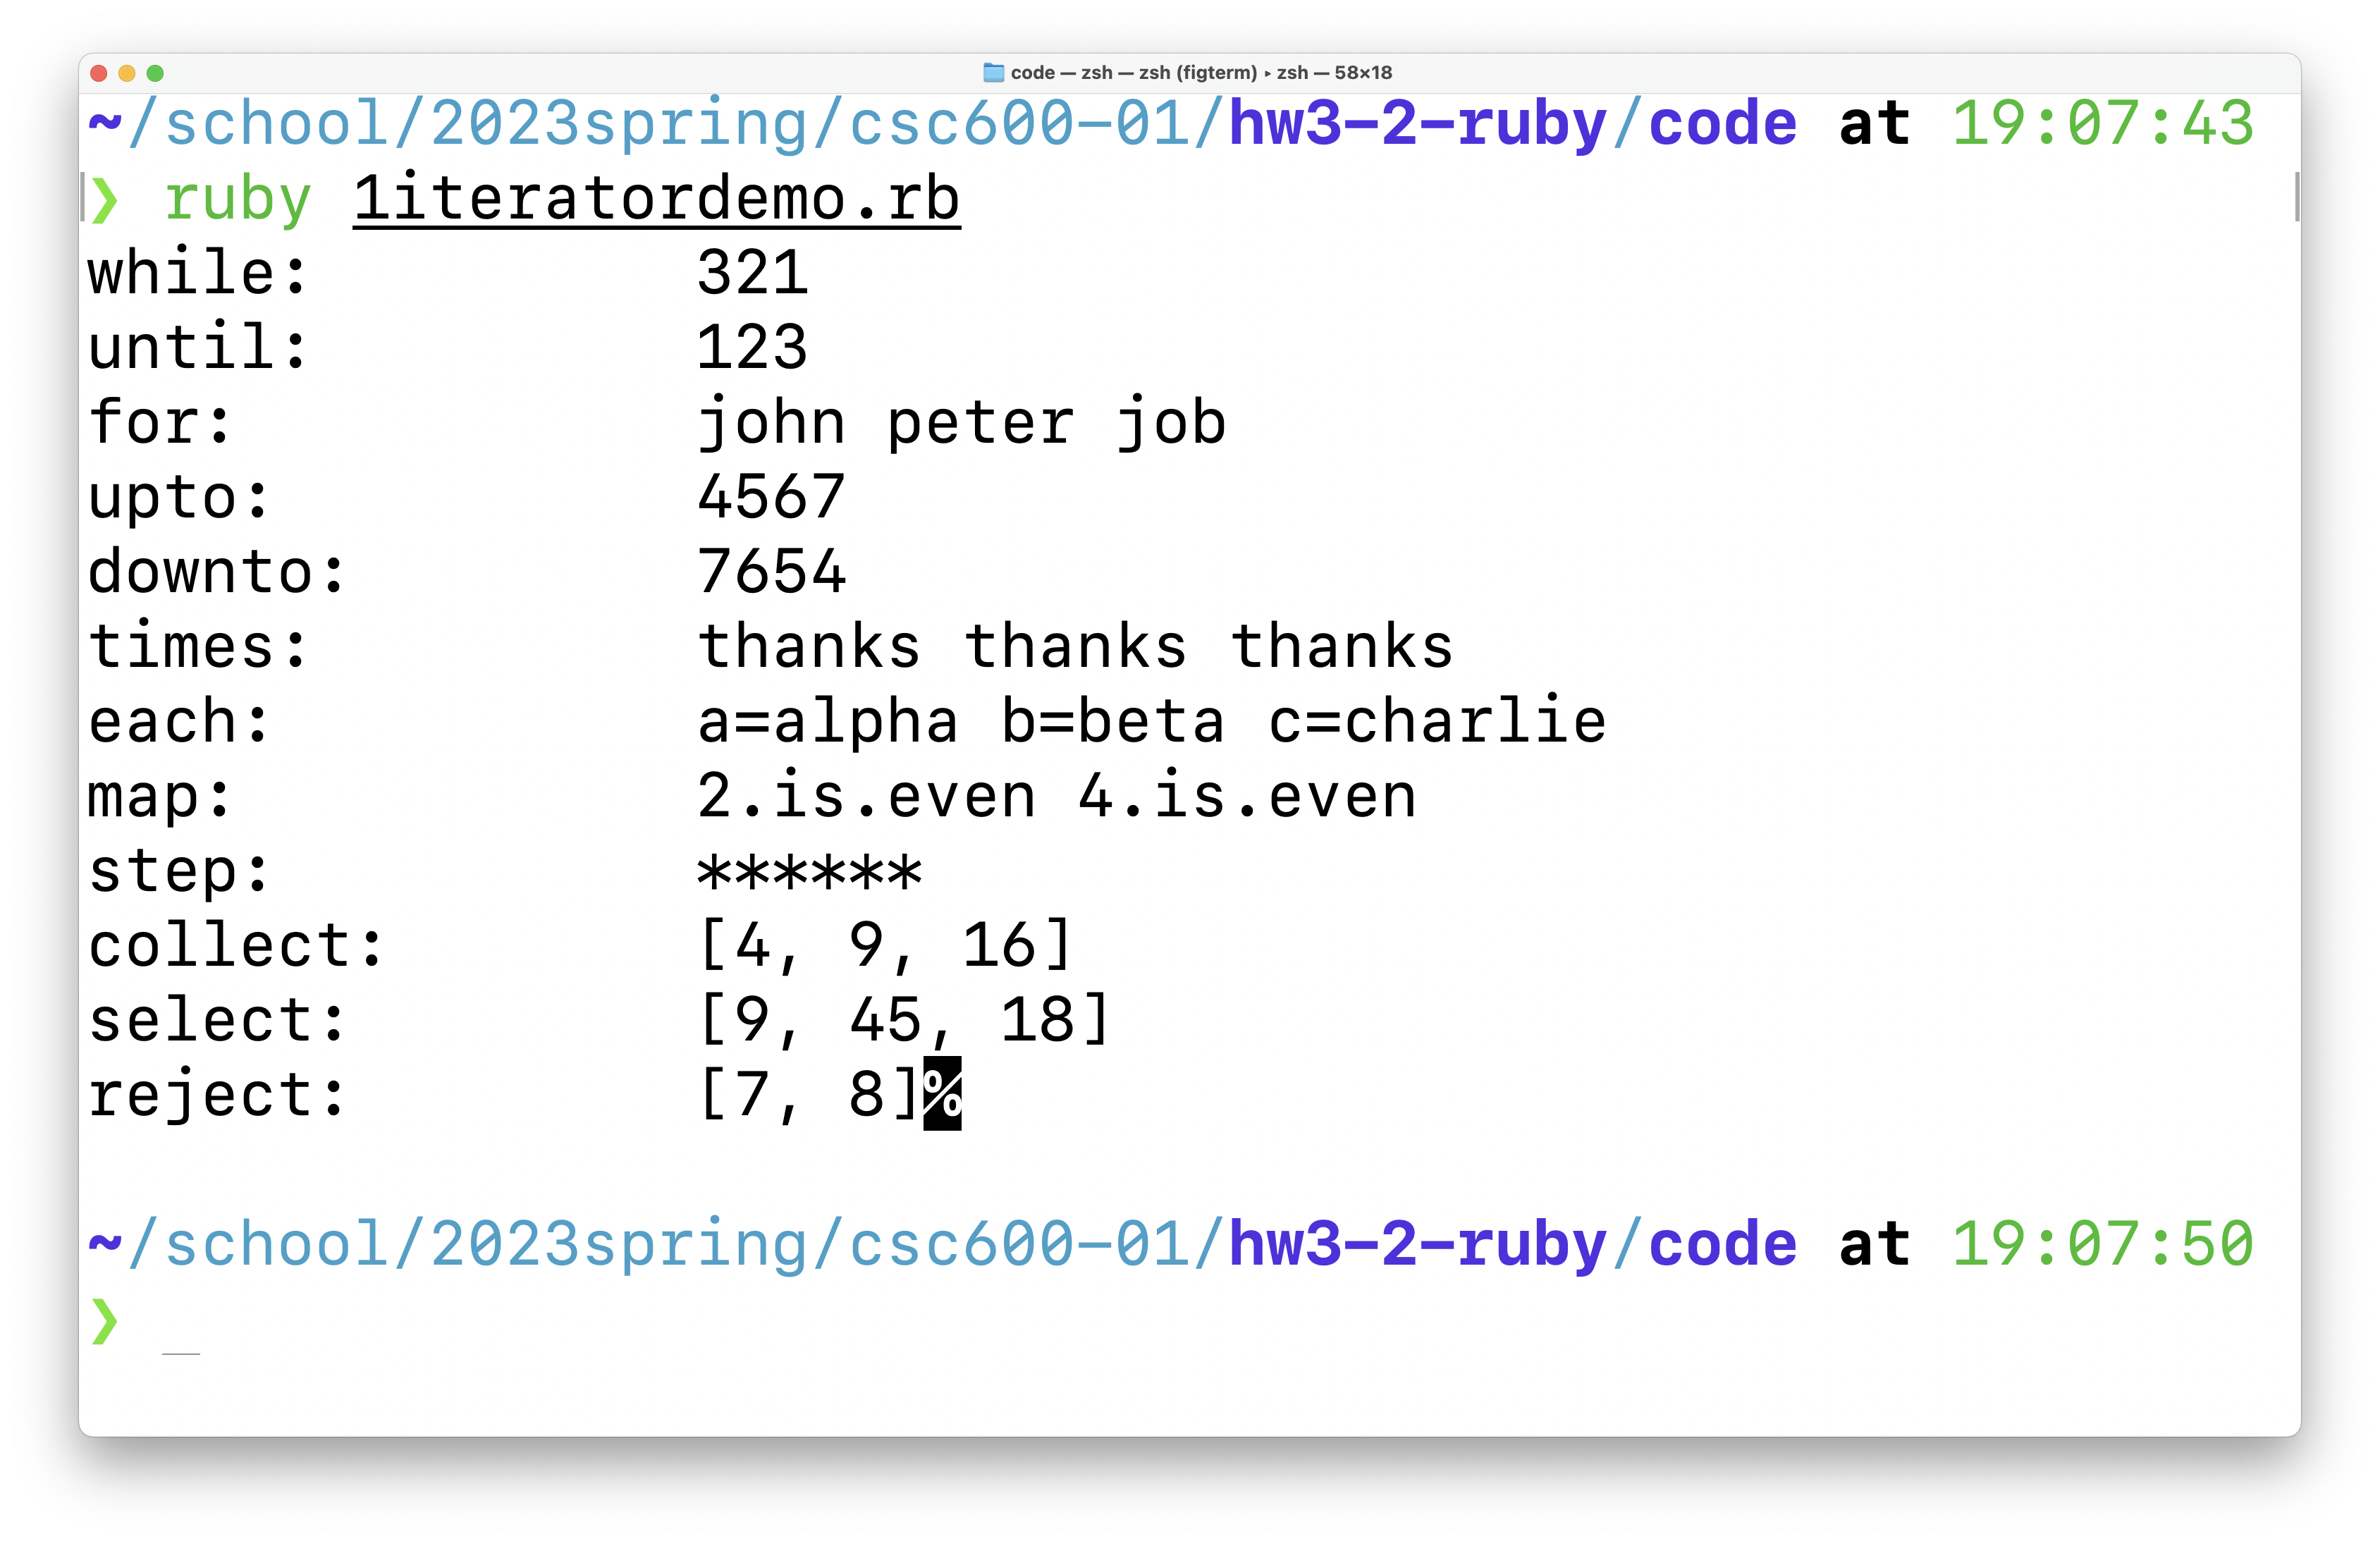 code — zsh — zsh (figterm) ▸ zsh — 58×18
~/school/2023spring/csc600-01/hw3-2-ruby/code at 19:07:43
❯ ruby 1iteratordemo.rb
while:          321
until:          123
for:            john peter job
upto:           4567
downto:         7654
times:          thanks thanks thanks
each:           a=alpha b=beta c=charlie
map:            2.is.even 4.is.even
step:           ******
collect:        [4, 9, 16]
select:         [9, 45, 18]
reject:         [7, 8]%
~/school/2023spring/csc600-01/hw3-2-ruby/code at 19:07:50
❯ _